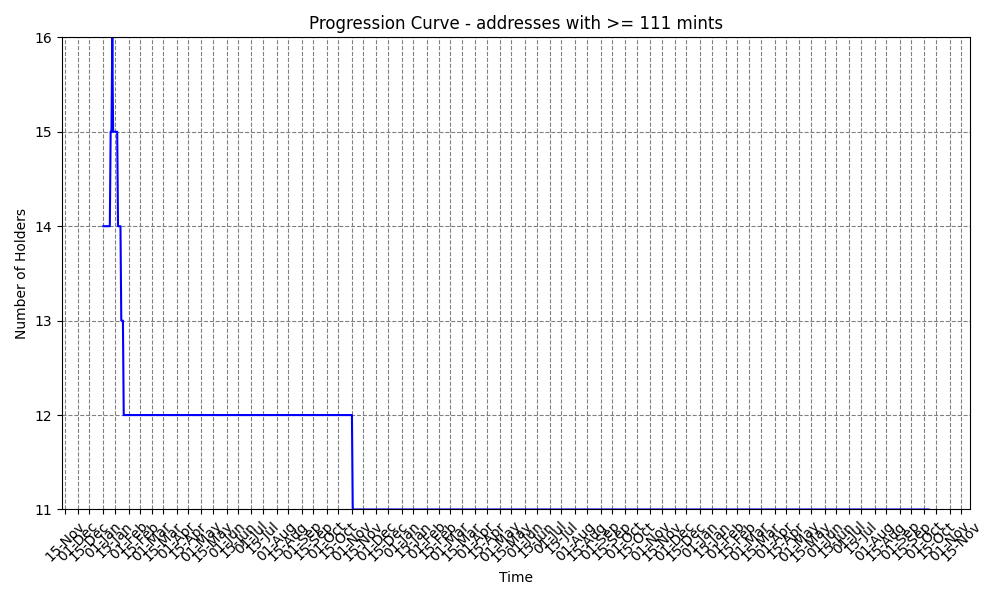 Progression Curve - addresses with >= 111 mints
16
15
14
13
12
11
Number of Holders
15-Nov
01-Dec
15-Dec
01-Jan
15-Jan
01-Feb
15-Feb
01-Mar
15-Mar
01-Apr
15-Apr
01-May
15-May
01-Jun
15-Jun
01-Jul
15-Jul
01-Aug
15-Aug
01-Sep
15-Sep
01-Oct
15-Oct
01-Nov
15-Nov
01-Dec
15-Dec
01-Jan
15-Jan
01-Feb
15-Feb
01-Mar
15-Mar
01-Apr
15-Apr
01-May
15-May
01-Jun
15-Jun
01-Jul
15-Jul
01-Aug
15-Aug
01-Sep
15-Sep
01-Oct
15-Oct
01-Nov
15-Nov
01-Dec
15-Dec
01-Jan
15-Jan
01-Feb
15-Feb
01-Mar
15-Mar
01-Apr
15-Apr
01-May
15-May
01-Jun
15-Jun
01-Jul
15-Jul
01-Aug
15-Aug
01-Sep
15-Sep
01-Oct
15-Oct
01-Nov
15-Nov
Time